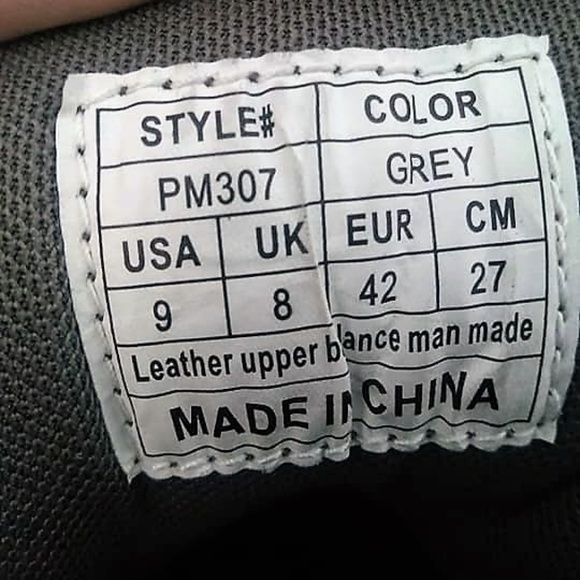 STYLE# COLOR
PM307 GREY
USA UK EUR CM
9 8 42 27
Leather upper balance man made
MADE IN CHINA